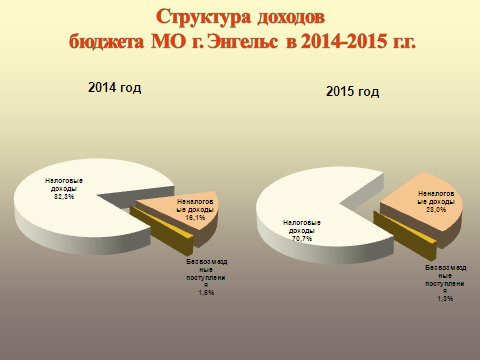 Структура доходов
бюджета МО г. Энгельс в 2014-2015 г.г.
2014 год
Налоговые
доходы
82,3%
Неналогов
ые доходы
16,1%
Безвозмезд
ные
поступлени
я
1,6%
2015 год
Неналогов
ые доходы
28,0%
Налоговые
доходы
70,7%
Безвозмезд
ные
поступлени
я
1,3%